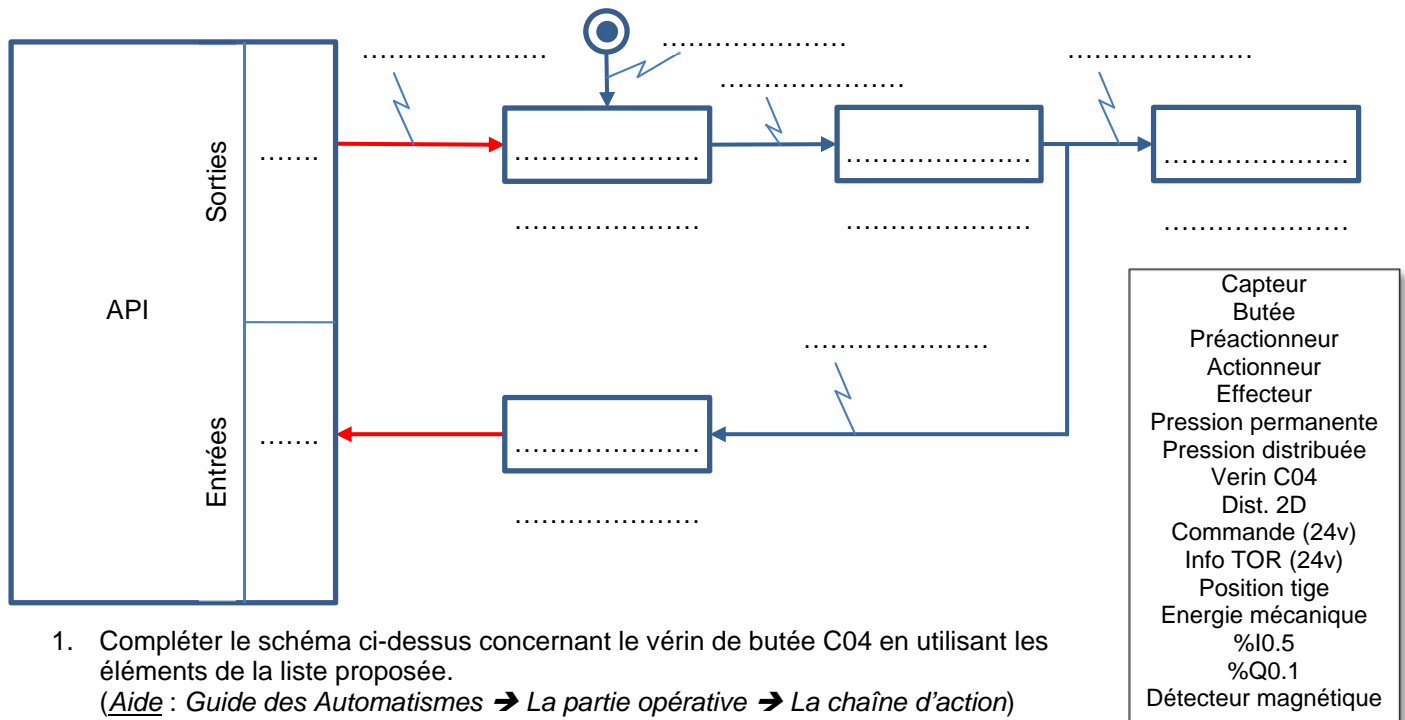 …………………
…………………
…………………
…………………
Sorties
…….
…………………
…………………
…………………
…………………
…………………
…………………
API
…………………
Entrées
…….
…………………
…………………
Capteur
Butée
Préactionneur
Actionneur
Effecteur
Pression permanente
Pression distribuée
Verin C04
Dist. 2D
Commande (24v)
Info TOR (24v)
Position tige
Energie mécanique
%I0.5
%Q0.1
Détecteur magnétique
1. Compléter le schéma ci-dessus concernant le vérin de butée C04 en utilisant les
éléments de la liste proposée.
(Aide : Guide des Automatismes ➔ La partie opérative ➔ La chaîne d’action)